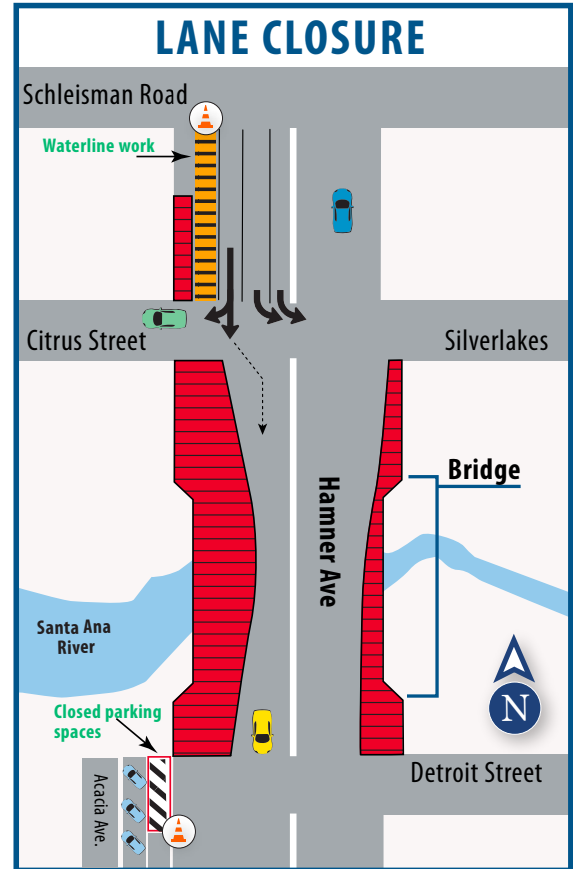 LANE CLOSURE
Schleisman Road
Waterline work
Citrus Street
Silverlakes
Bridge
Hamner Ave
Santa Ana
River
N
Closed parking
spaces
Acacia Ave.
Detroit Street